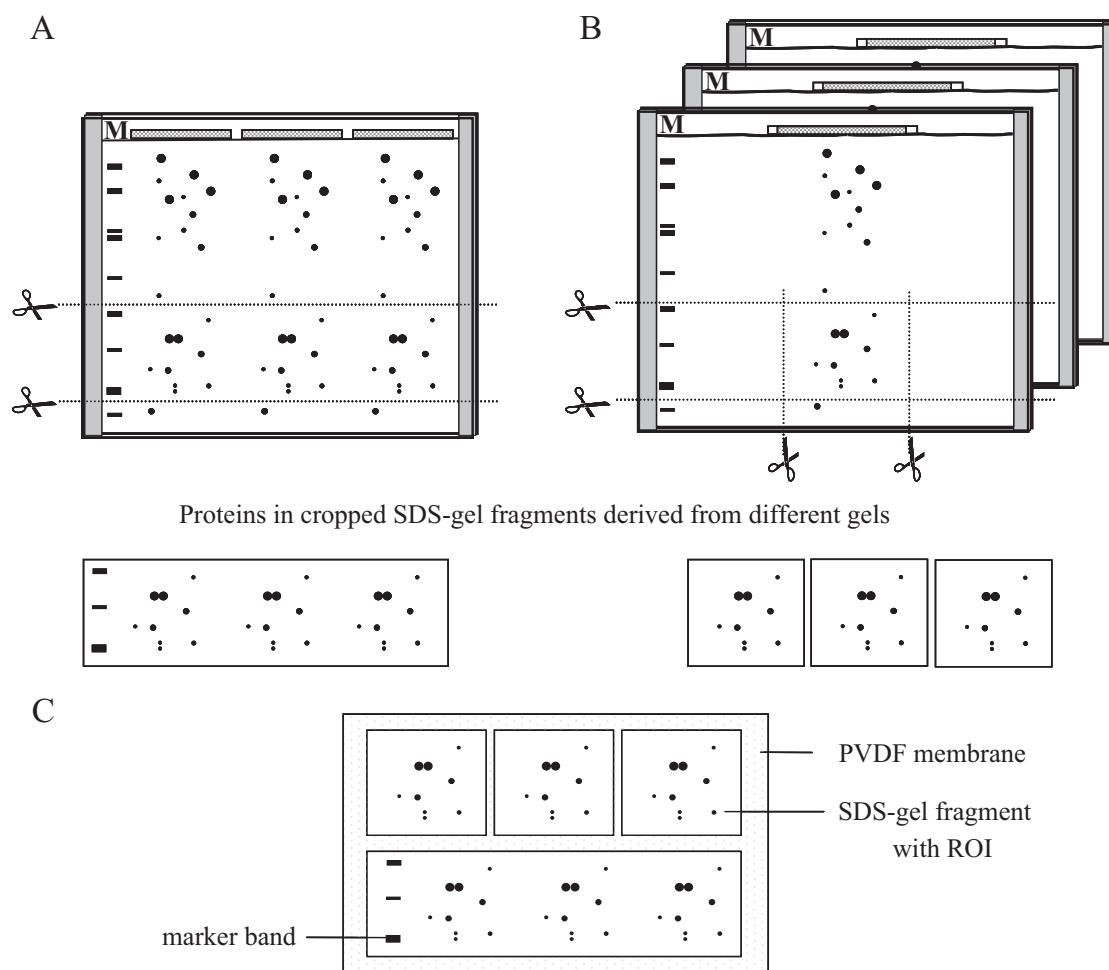 A
B
M
M
M
M
Proteins in cropped SDS-gel fragments derived from different gels
C
PVDF membrane
SDS-gel fragment
with ROI
marker band